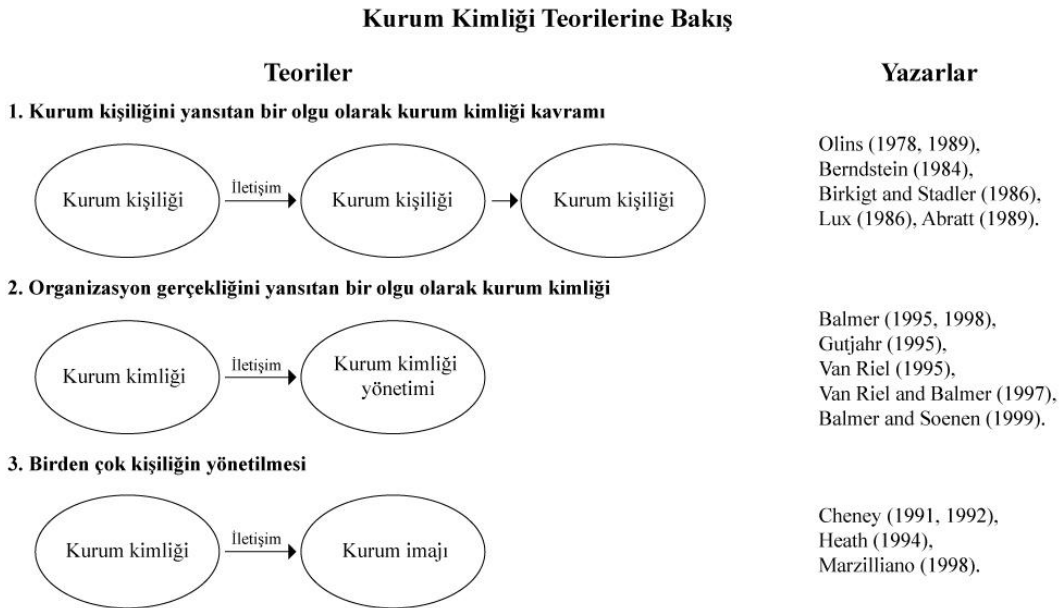 Kurum Kimliği Teorilerine Bakış
Teoriler
Yazarlar
1. Kurum kişiliğini yansıtan bir olgu olarak kurum kimliği kavramı
Kurum kişiliği
İletişim
Kurum kişiliği
Kurum kişiliği
Olins (1978, 1989),
Berndstein (1984),
Birkigt and Stadler (1986),
Lux (1986), Abratt (1989).
2. Organizasyon gerçekliğini yansıtan bir olgu olarak kurum kimliği
Kurum kimliği
İletişim
Kurum kimliği
yönetimi
Balmer (1995, 1998),
Gutjahr (1995),
Van Riel (1995),
Van Riel and Balmer (1997),
Balmer and Soenen (1999).
3. Birden çok kişiliğin yönetilmesi
Kurum kimliği
İletişim
Kurum imajı
Cheney (1991, 1992),
Heath (1994),
Marzilliano (1998).